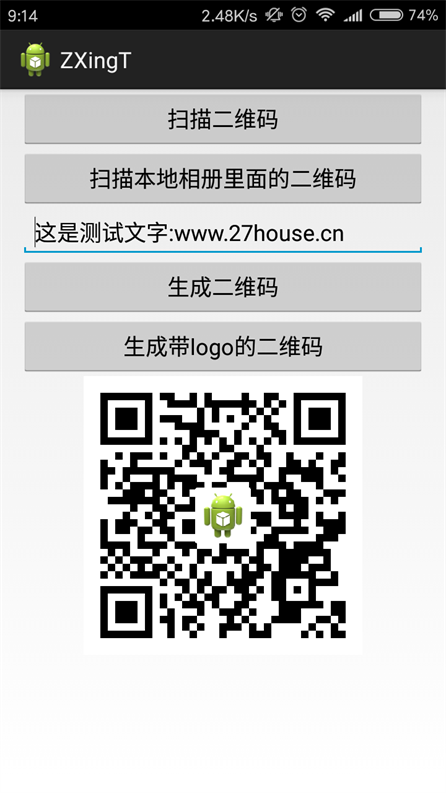 9:14 2.48K/s 74%
ZXingT
扫描二维码
扫描本地相册里面的二维码
这是测试文字:www.27house.cn
生成二维码
生成带logo的二维码